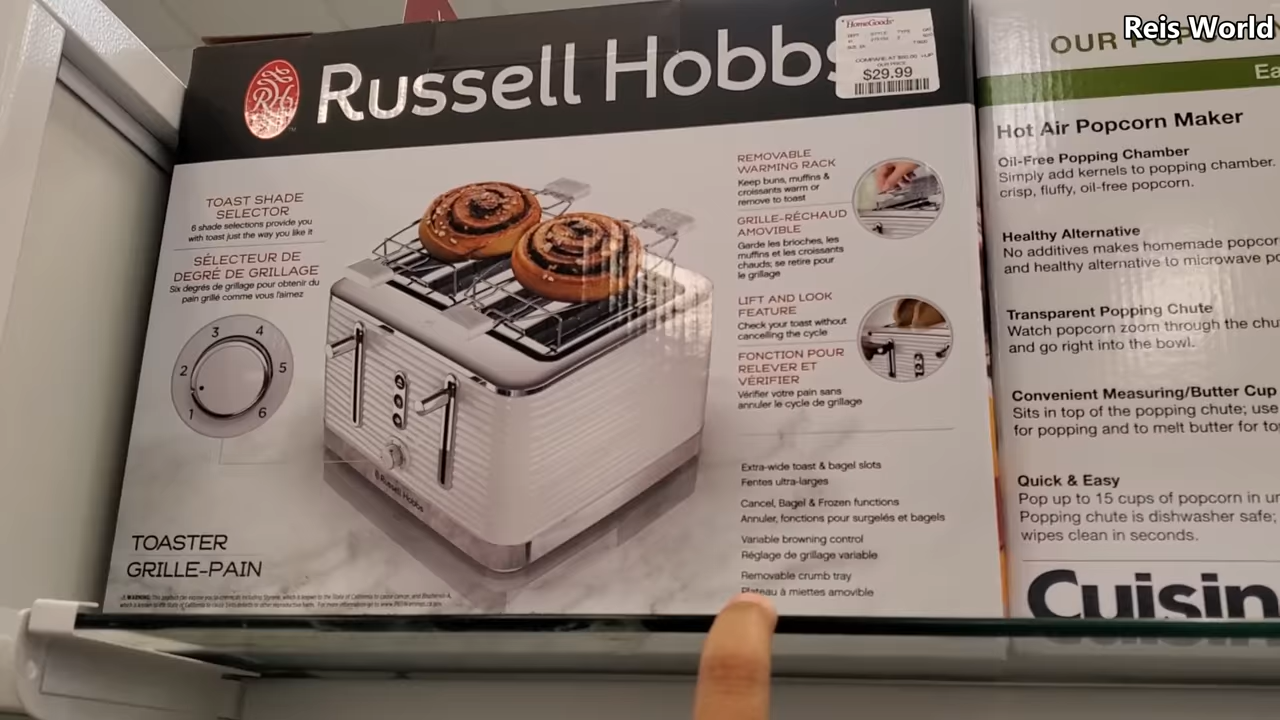 Reis World
RH
Russell Hobbs
HomeGoods
OUR PRICE
$29.99
TOAST SHADE
SELECTOR
6 shade selections provide you
with toast just the way you like it
SÉLECTEUR DE
DEGRÉ DE GRILLAGE
Six degrés de grillage pour obtenir du
pain grillé comme vous l'aimez
1
2
3
4
5
6
TOASTER
GRILLE-PAIN
Russell Hobbs
REMOVABLE
WARMING RACK
Keep buns, muffins &
croissants warm or
remove to toast
GRILLE-RÉCHAUD
AMOVIBLE
Garde les brioches, les
muffins et les croissants
chauds; se retire pour
le grillage
LIFT AND LOOK
FEATURE
Check your toast without
cancelling the cycle
FONCTION POUR
RELEVER ET
VÉRIFIER
Vérifier votre pain sans
annuler le cycle de grillage
Extra-wide toast & bagel slots
Fentes ultra-larges
Cancel, Bagel & Frozen functions
Annuler, fonctions pour surgelés et bagels
Variable browning control
Réglage de grillage variable
Removable crumb tray
Plateau à miettes amovible
OUR
Ea
Hot Air Popcorn Maker
Oil-Free Popping Chamber
Simply add kernels to popping chamber.
crisp, fluffy, oil-free popcorn.
Healthy Alternative
No additives makes homemade popcor
and healthy alternative to microwave po
Transparent Popping Chute
Watch popcorn zoom through the chu
and go right into the bowl.
Convenient Measuring/Butter Cup
Sits in top of the popping chute; use
for popping and to melt butter for to
Quick & Easy
Pop up to 15 cups of popcorn in un
Popping chute is dishwasher safe;
wipes clean in seconds.
Cuisin